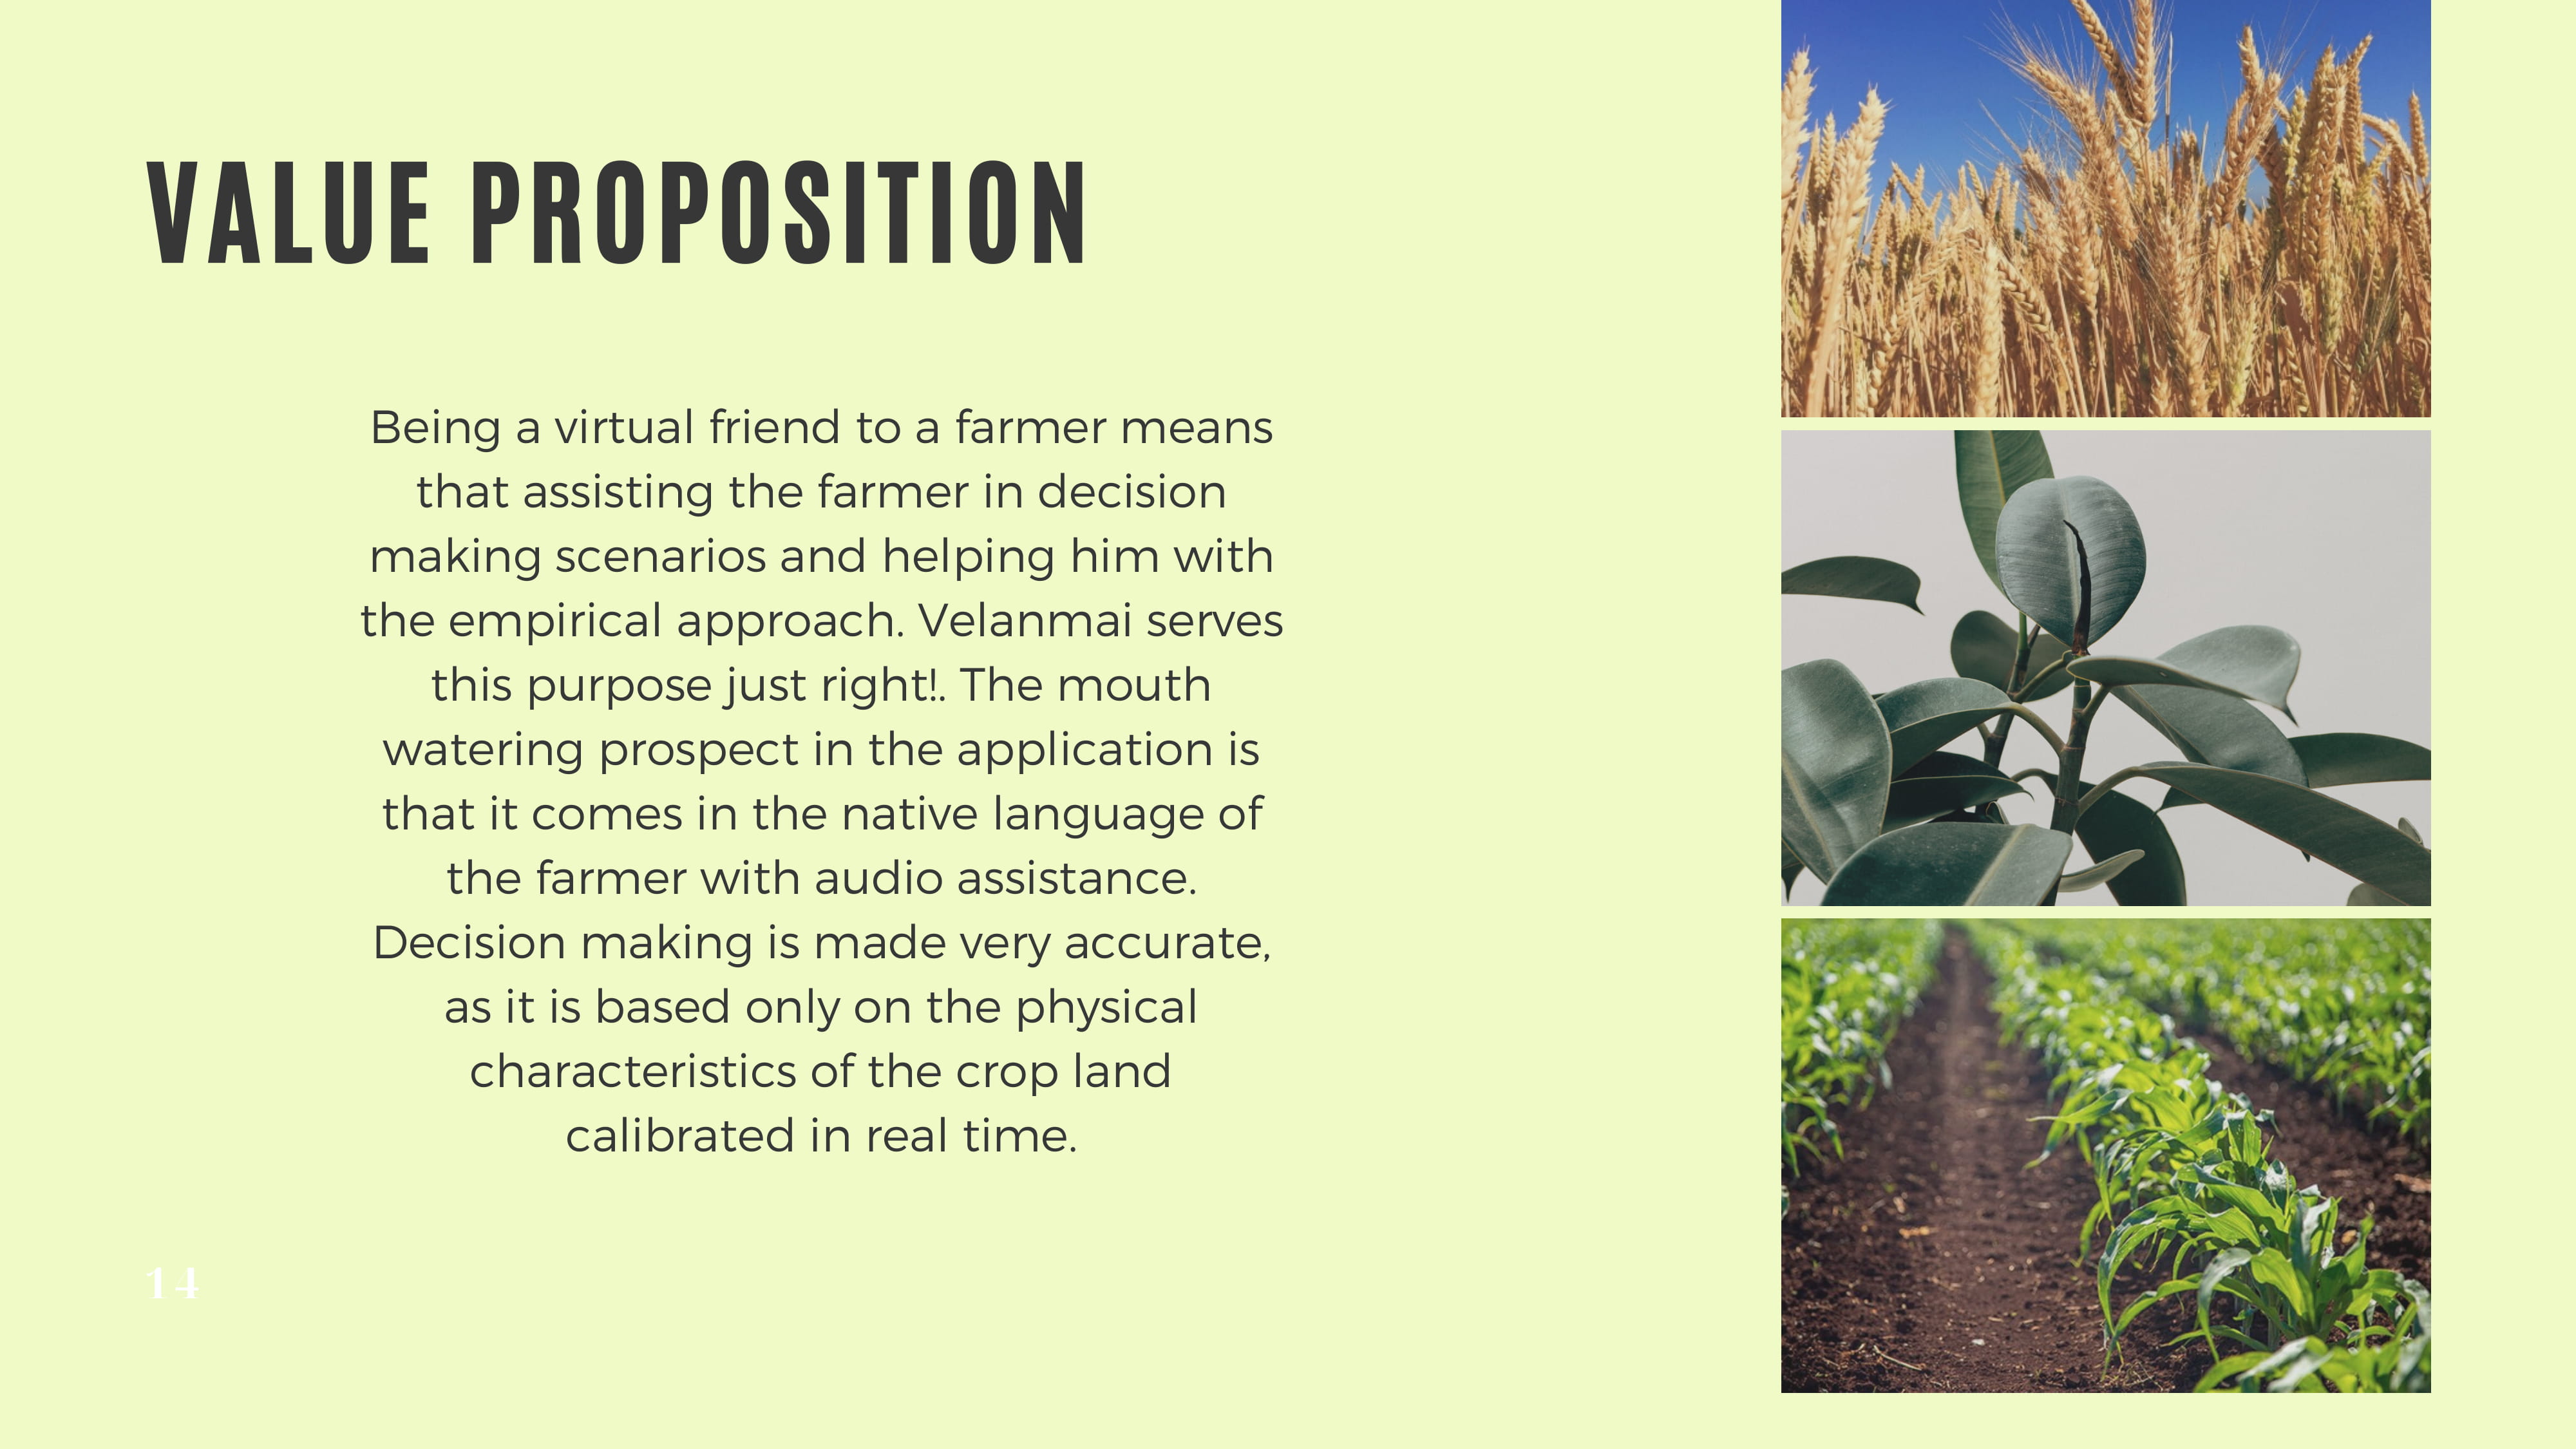 VALUE PROPOSITION
Being a virtual friend to a farmer means
that assisting the farmer in decision
making scenarios and helping him with
the empirical approach. Velanmai serves
this purpose just right!. The mouth
watering prospect in the application is
that it comes in the native language of
the farmer with audio assistance.
Decision making is made very accurate,
as it is based only on the physical
characteristics of the crop land
calibrated in real time.
14